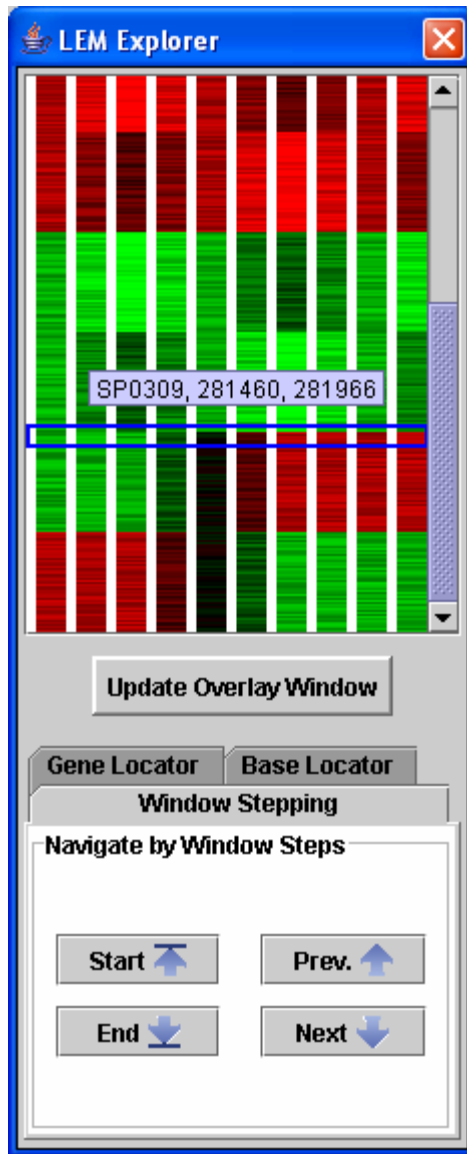 LEM Explorer
SP0309, 281460, 281966
Update Overlay Window
Gene Locator
Base Locator
Window Stepping
Navigate by Window Steps
Start
Prev.
End
Next